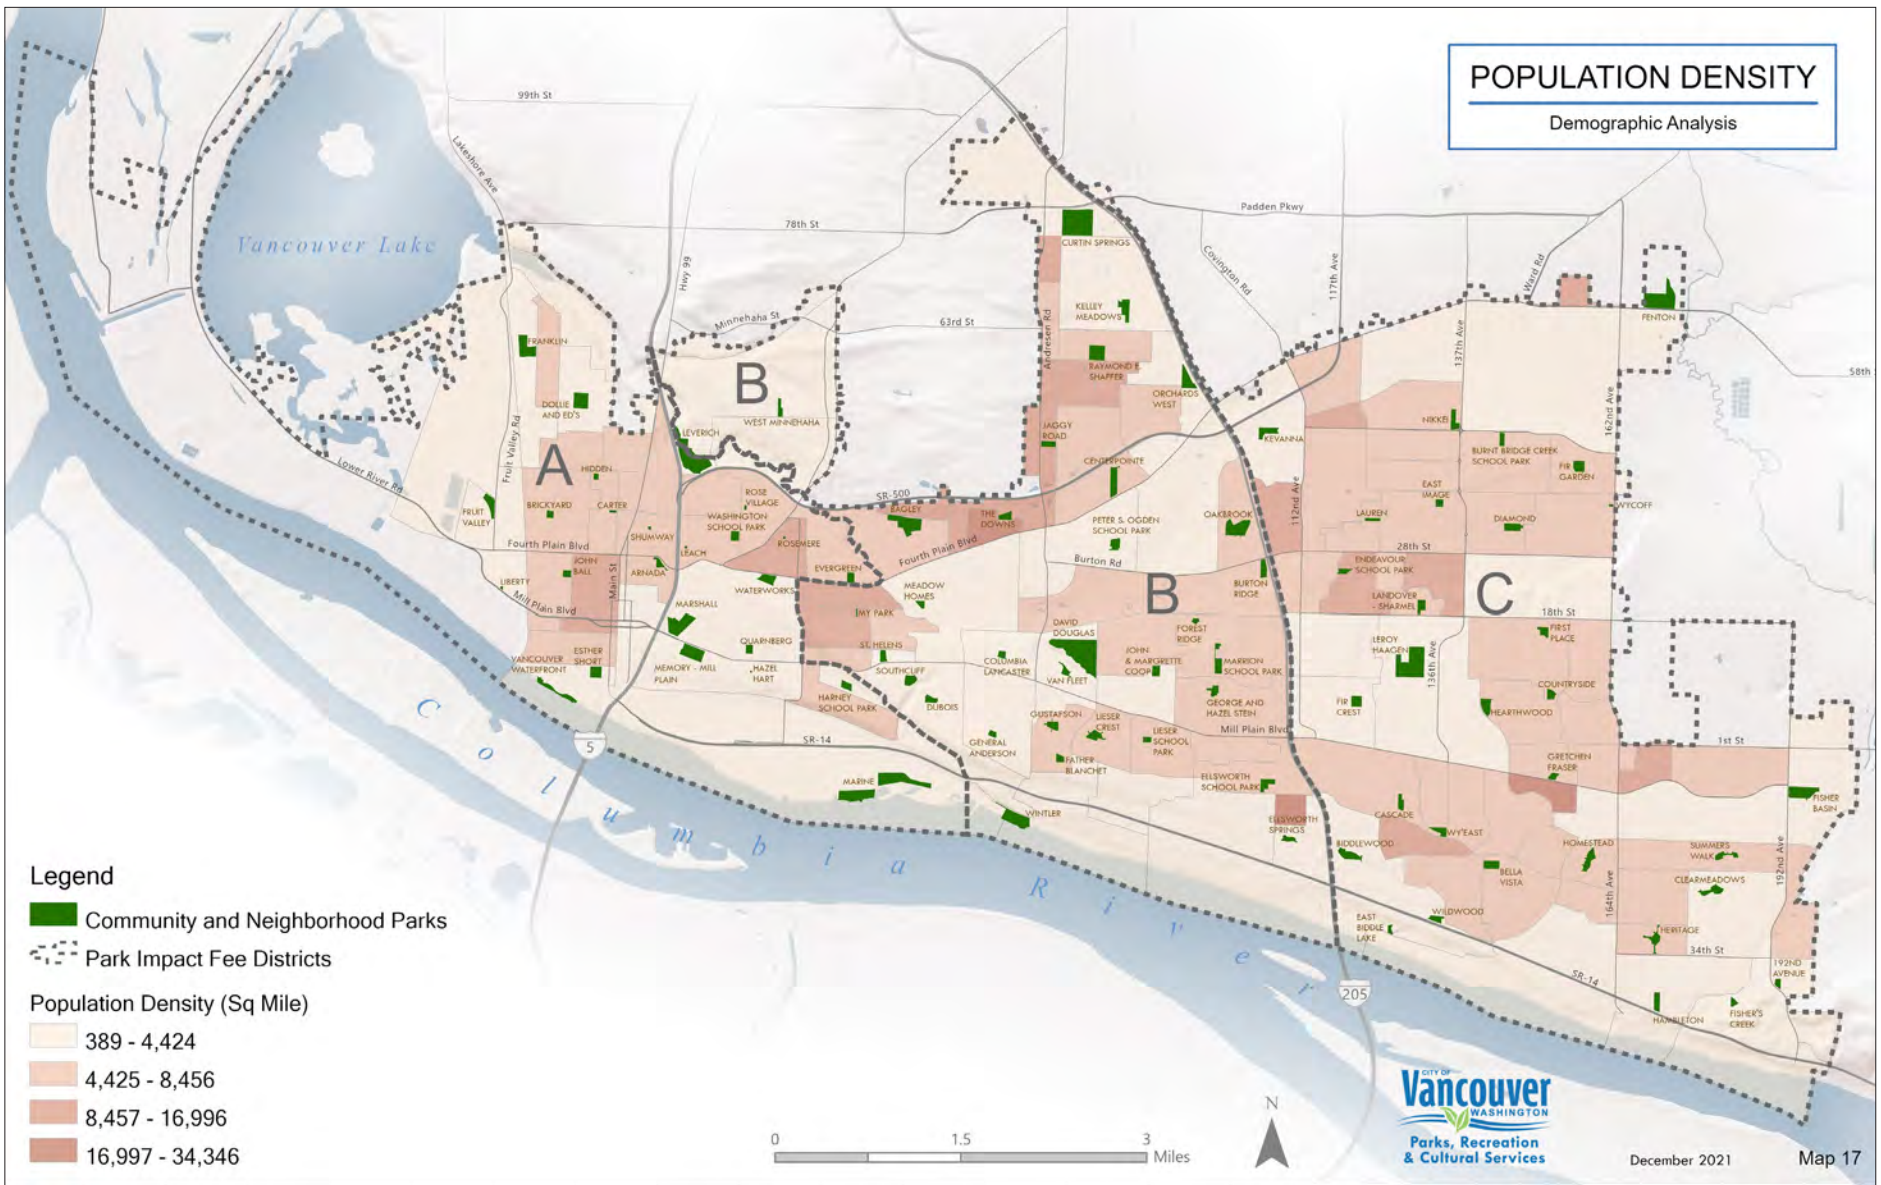 POPULATION DENSITY
Demographic Analysis
99th St
Lakeshore Ave
Hwy 99
78th St
Padden Pkwy
Vancouver Lake
CURTIN SPRINGS
Covington Rd
117th Ave
Ward Rd
Minnehaha St
63rd St
Andresen Rd
KELLEY
MEADOWS
137th Ave
FENTON
58th
FRANKLIN
RAYMOND E.
SHAFFER
B
ORCHARDS
WEST
DOLLIE
AND ED'S
WEST MINNEHAHA
162nd Ave
Fruit Valley Rd
LEVERICH
JAGGY
ROAD
KEVANNA
NIKKEI
A
HIDDEN
CENTERPOINTE
BURNT BRIDGE CREEK
SCHOOL PARK
FIR
GARDEN
Lower River Rd
SR-500
FRUIT
VALLEY
BRICKYARD
CARTER
ROSE
VILLAGE
WASHINGTON
SCHOOL PARK
BAGLEY
THE
DOWNS
PETER S. OGDEN
SCHOOL PARK
OAKBROOK
112nd Ave
LAUREN
EAST
IMAGE
DIAMOND
WYCOFF
Fourth Plain Blvd
SHUMWAY
LEACH
ROSEMERE
Fourth Plain Blvd
Burton Rd
28th St
JOHN
BALL
ARNADA
Main St
EVERGREEN
LIBERTY
Mill Plain Blvd
WATERWORKS
MEADOW
HOMES
B
BURTON
RIDGE
ENDEAVOUR
SCHOOL PARK
LANDOVER
- SHARMEL
C
18th St
MARSHALL
MY PARK
DAVID
DOUGLAS
FOREST
RIDGE
FIRST
PLACE
QUARNBERG
ST. HELENS
LEROY
HAAGEN
136th Ave
VANCOUVER
WATERFRONT
ESTHER
SHORT
MEMORY - MILL
PLAIN
HAZEL
HART
SOUTHCLIFF
COLUMBIA
LANCASTER
VAN FLEET
JOHN
& MARGRETTE
COOP
MARRION
SCHOOL PARK
COUNTRYSIDE
HARNEY
SCHOOL PARK
DUBOIS
GEORGE AND
HAZEL STEIN
FIR
CREST
HEARTHWOOD
GUSTAFSON
LIESER
CREST
LIESER
SCHOOL
PARK
Mill Plain Blvd
5
SR-14
GENERAL
ANDERSON
FATHER
BLANCHET
1st St
GRETCHEN
FRASER
MARINE
ELLSWORTH
SCHOOL PARK
FISHER
BASIN
WINTLER
ELLSWORTH
SPRINGS
CASCADE
WY'EAST
BIDDLEWOOD
HOMESTEAD
SUMMERS
WALK
192nd Ave
BELLA
VISTA
CLEARMEADOWS
164th Ave
WILDWOOD
EAST
BIDDLE
LAKE
HERITAGE
34th St
SR-14
192ND
AVENUE
205
HAMBLETON
FISHER'S
CREEK
Columbia River
Legend
Community and Neighborhood Parks
Park Impact Fee Districts
Population Density (Sq Mile)
389 - 4,424
4,425 - 8,456
8,457 - 16,996
16,997 - 34,346
0 1.5 3
Miles
N
CITY OF
Vancouver
WASHINGTON
Parks, Recreation
& Cultural Services
December 2021
Map 17